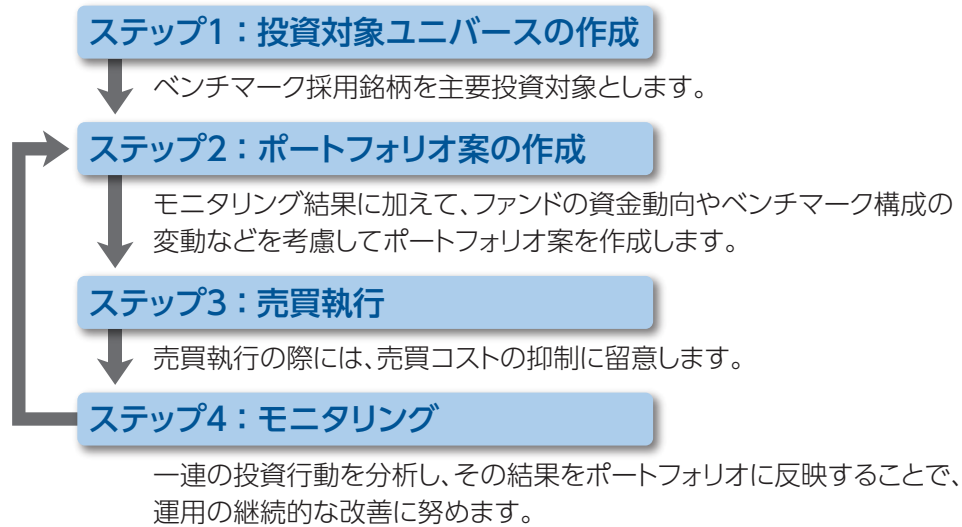 ステップ1：投資対象ユニバースの作成
ベンチマーク採用銘柄を主要投資対象とします。
ステップ2：ポートフォリオ案の作成
モニタリング結果に加えて、ファンドの資金動向やベンチマーク構成の
変動などを考慮してポートフォリオ案を作成します。
ステップ3：売買執行
売買執行の際には、売買コストの抑制に留意します。
ステップ4：モニタリング
一連の投資行動を分析し、その結果をポートフォリオに反映することで、
運用の継続的な改善に努めます。